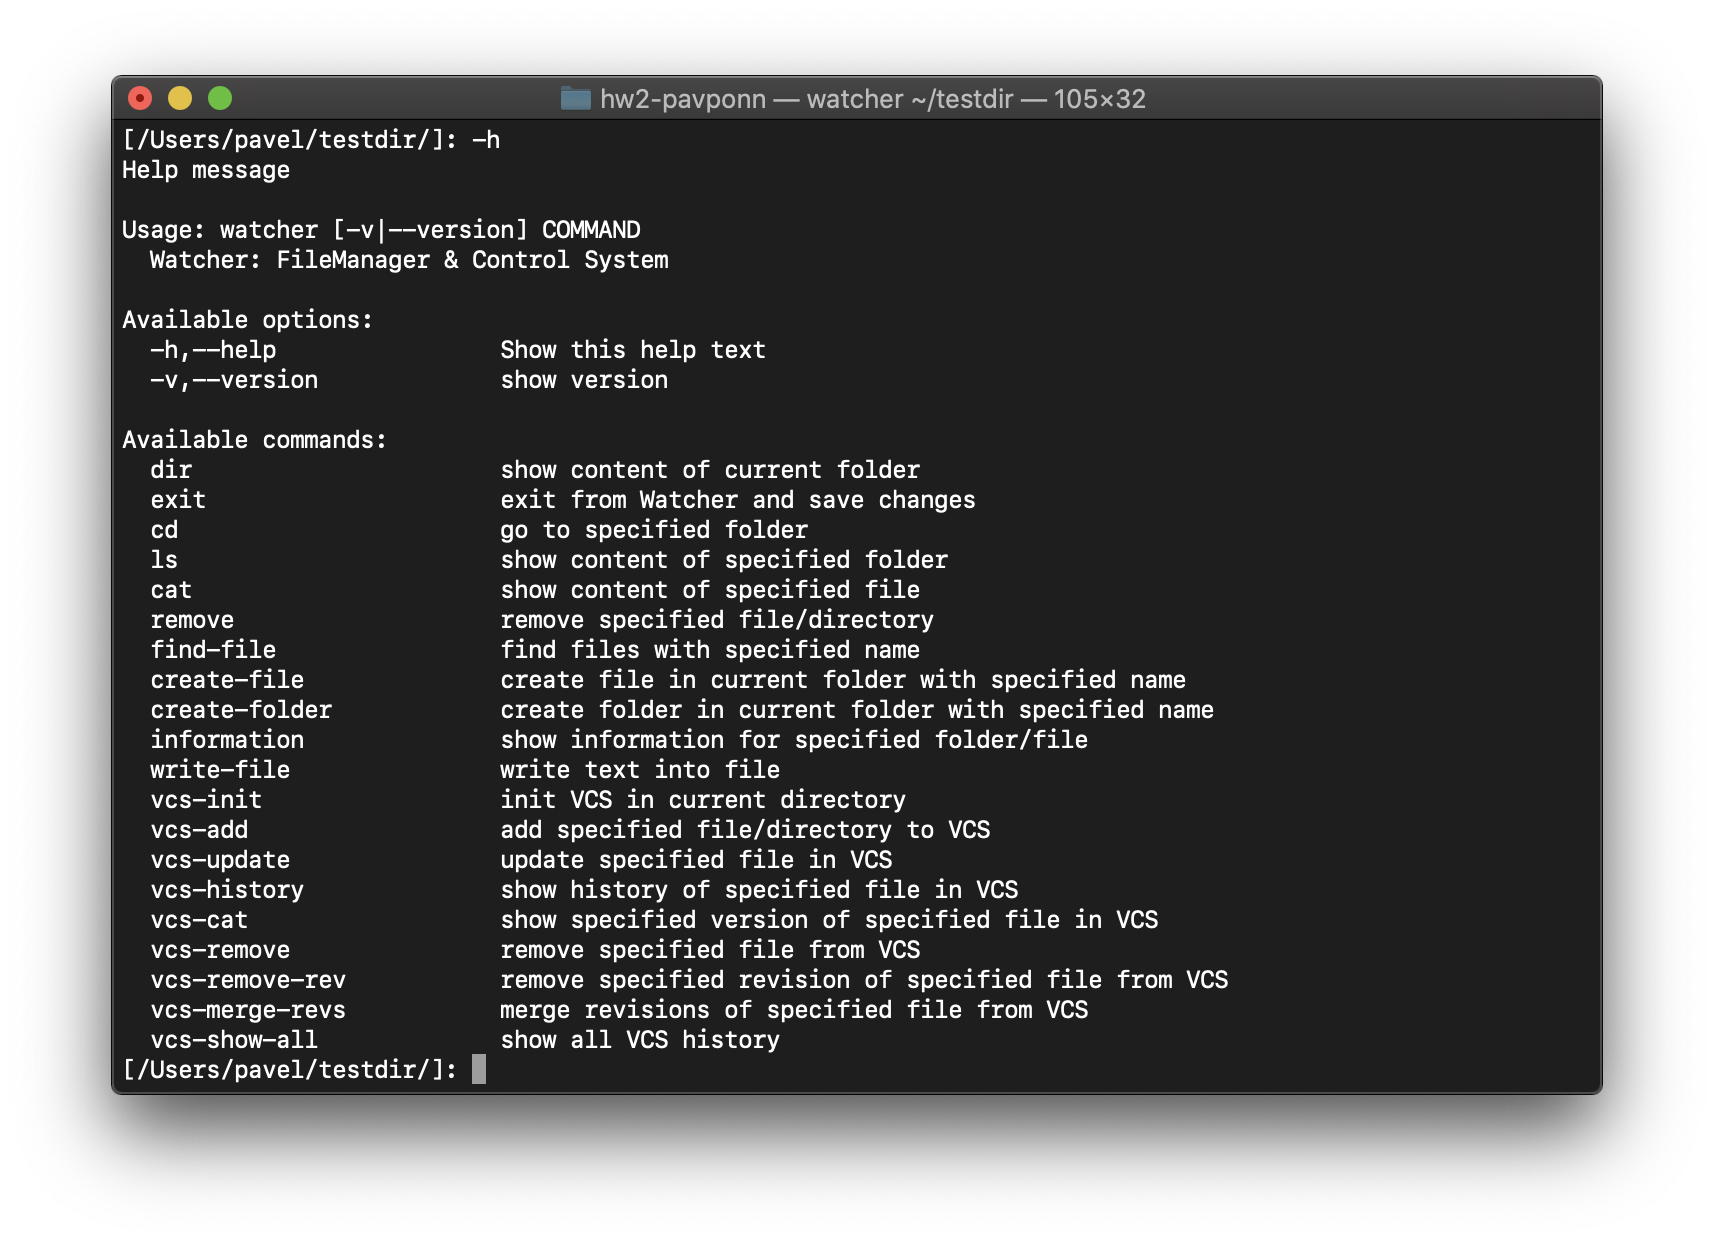 hw2-pavponn — watcher ~/testdir — 105×32
[/Users/pavel/testdir/]: -h
Help message
Usage: watcher [-v|--version] COMMAND
  Watcher: FileManager & Control System
Available options:
  -h,--help                Show this help text
  -v,--version             show version
Available commands:
  dir                      show content of current folder
  exit                     exit from Watcher and save changes
  cd                       go to specified folder
  ls                       show content of specified folder
  cat                      show content of specified file
  remove                   remove specified file/directory
  find-file                find files with specified name
  create-file              create file in current folder with specified name
  create-folder            create folder in current folder with specified name
  information              show information for specified folder/file
  write-file               write text into file
  vcs-init                 init VCS in current directory
  vcs-add                  add specified file/directory to VCS
  vcs-update               update specified file in VCS
  vcs-history              show history of specified file in VCS
  vcs-cat                  show specified version of specified file in VCS
  vcs-remove               remove specified file from VCS
  vcs-remove-rev           remove specified revision of specified file from VCS
  vcs-merge-revs           merge revisions of specified file from VCS
  vcs-show-all             show all VCS history
[/Users/pavel/testdir/]: